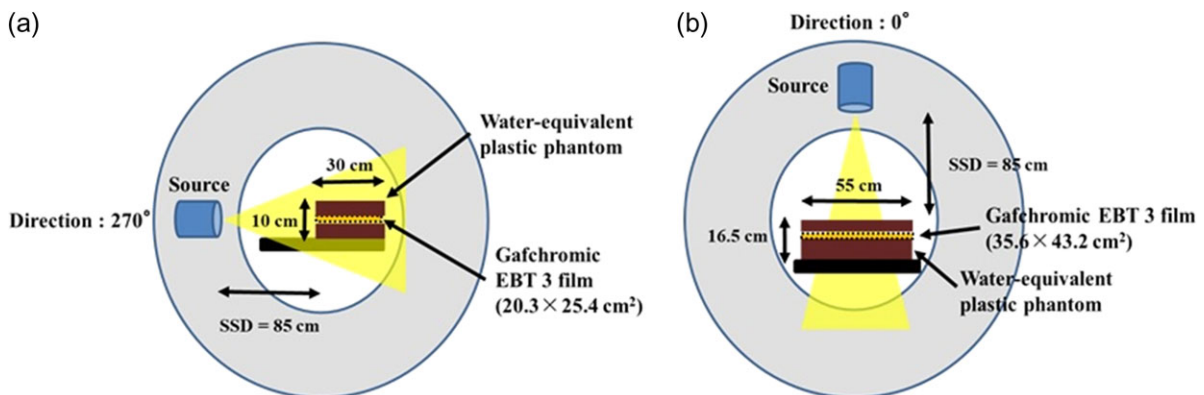 (a)
Water-equivalent
plastic phantom
30 cm
Source
Direction : 270°
10 cm
Gafchromic
EBT 3 film
(20.3 × 25.4 cm²)
SSD = 85 cm
(b)
Direction : 0°
Source
SSD = 85 cm
55 cm
16.5 cm
Gafchromic EBT 3 film
(35.6 × 43.2 cm²)
Water-equivalent
plastic phantom